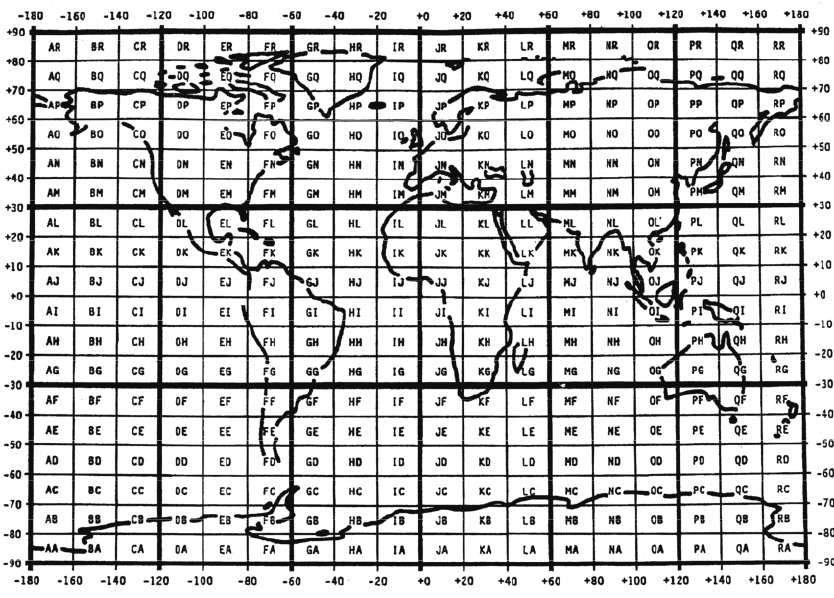 -180 -160 -140 -120 -100 -80 -60 -40 -20 +0 +20 +40 +60 +80 +100 +120 +140 +160 +180
+90 +90
AR BR CR DR ER FR GR HR IR JR KR LR MR NR OR PR QR RR
+80 +80
AQ BQ CQ DQ EQ FQ GQ HQ IQ JQ KQ LQ MQ NQ OQ PQ QQ RQ
+70 +70
AP BP CP DP EP FP GP HP IP JP KP LP MP NP OP PP QP RP
+60 +60
AO BO CO DO EO FO GO HO IO JO KO LO MO NO OO PO QO RO
+50 +50
AN BN CN DN EN FN GN HN IN JN KN LN MN NN ON PN QN RN
+40 +40
AM BM CM DM EM FM GM HM IM JM KM LM MM NM OM PM QM RM
+30 +30
AL BL CL DL EL FL GL HL IL JL KL LL ML NL OL PL QL RL
+20 +20
AK BK CK DK EK FK GK HK IK JK KK LK MK NK OK PK QK RK
+10 +10
AJ BJ CJ DJ EJ FJ GJ HJ IJ JJ KJ LJ MJ NJ OJ PJ QJ RJ
+0 +0
AI BI CI DI EI FI GI HI II JI KI LI MI NI OI PI QI RI
-10 -10
AH BH CH DH EH FH GH HH IH JH KH LH MH NH OH PH QH RH
-20 -20
AG BG CG DG EG FG GG HG IG JG KG LG MG NG OG PG QG RG
-30 -30
AF BF CF DF EF FF GF HF IF JF KF LF MF NF OF PF QF RF
-40 -40
AE BE CE DE EE FE GE HE IE JE KE LE ME NE OE PE QE RE
-50 -50
AD BD CD DD ED FD GD HD ID JD KD LD MD ND OD PD QD RD
-60 -60
AC BC CC DC EC FC GC HC IC JC KC LC MC NC OC PC QC RC
-70 -70
AB BB CB DB EB FB GB HB IB JB KB LB MB NB OB PB QB RB
-80 -80
AA BA CA DA EA FA GA HA IA JA KA LA MA NA OA PA QA RA
-90 -90
-180 -160 -140 -120 -100 -80 -60 -40 -20 +0 +20 +40 +60 +80 +100 +120 +140 +160 +180